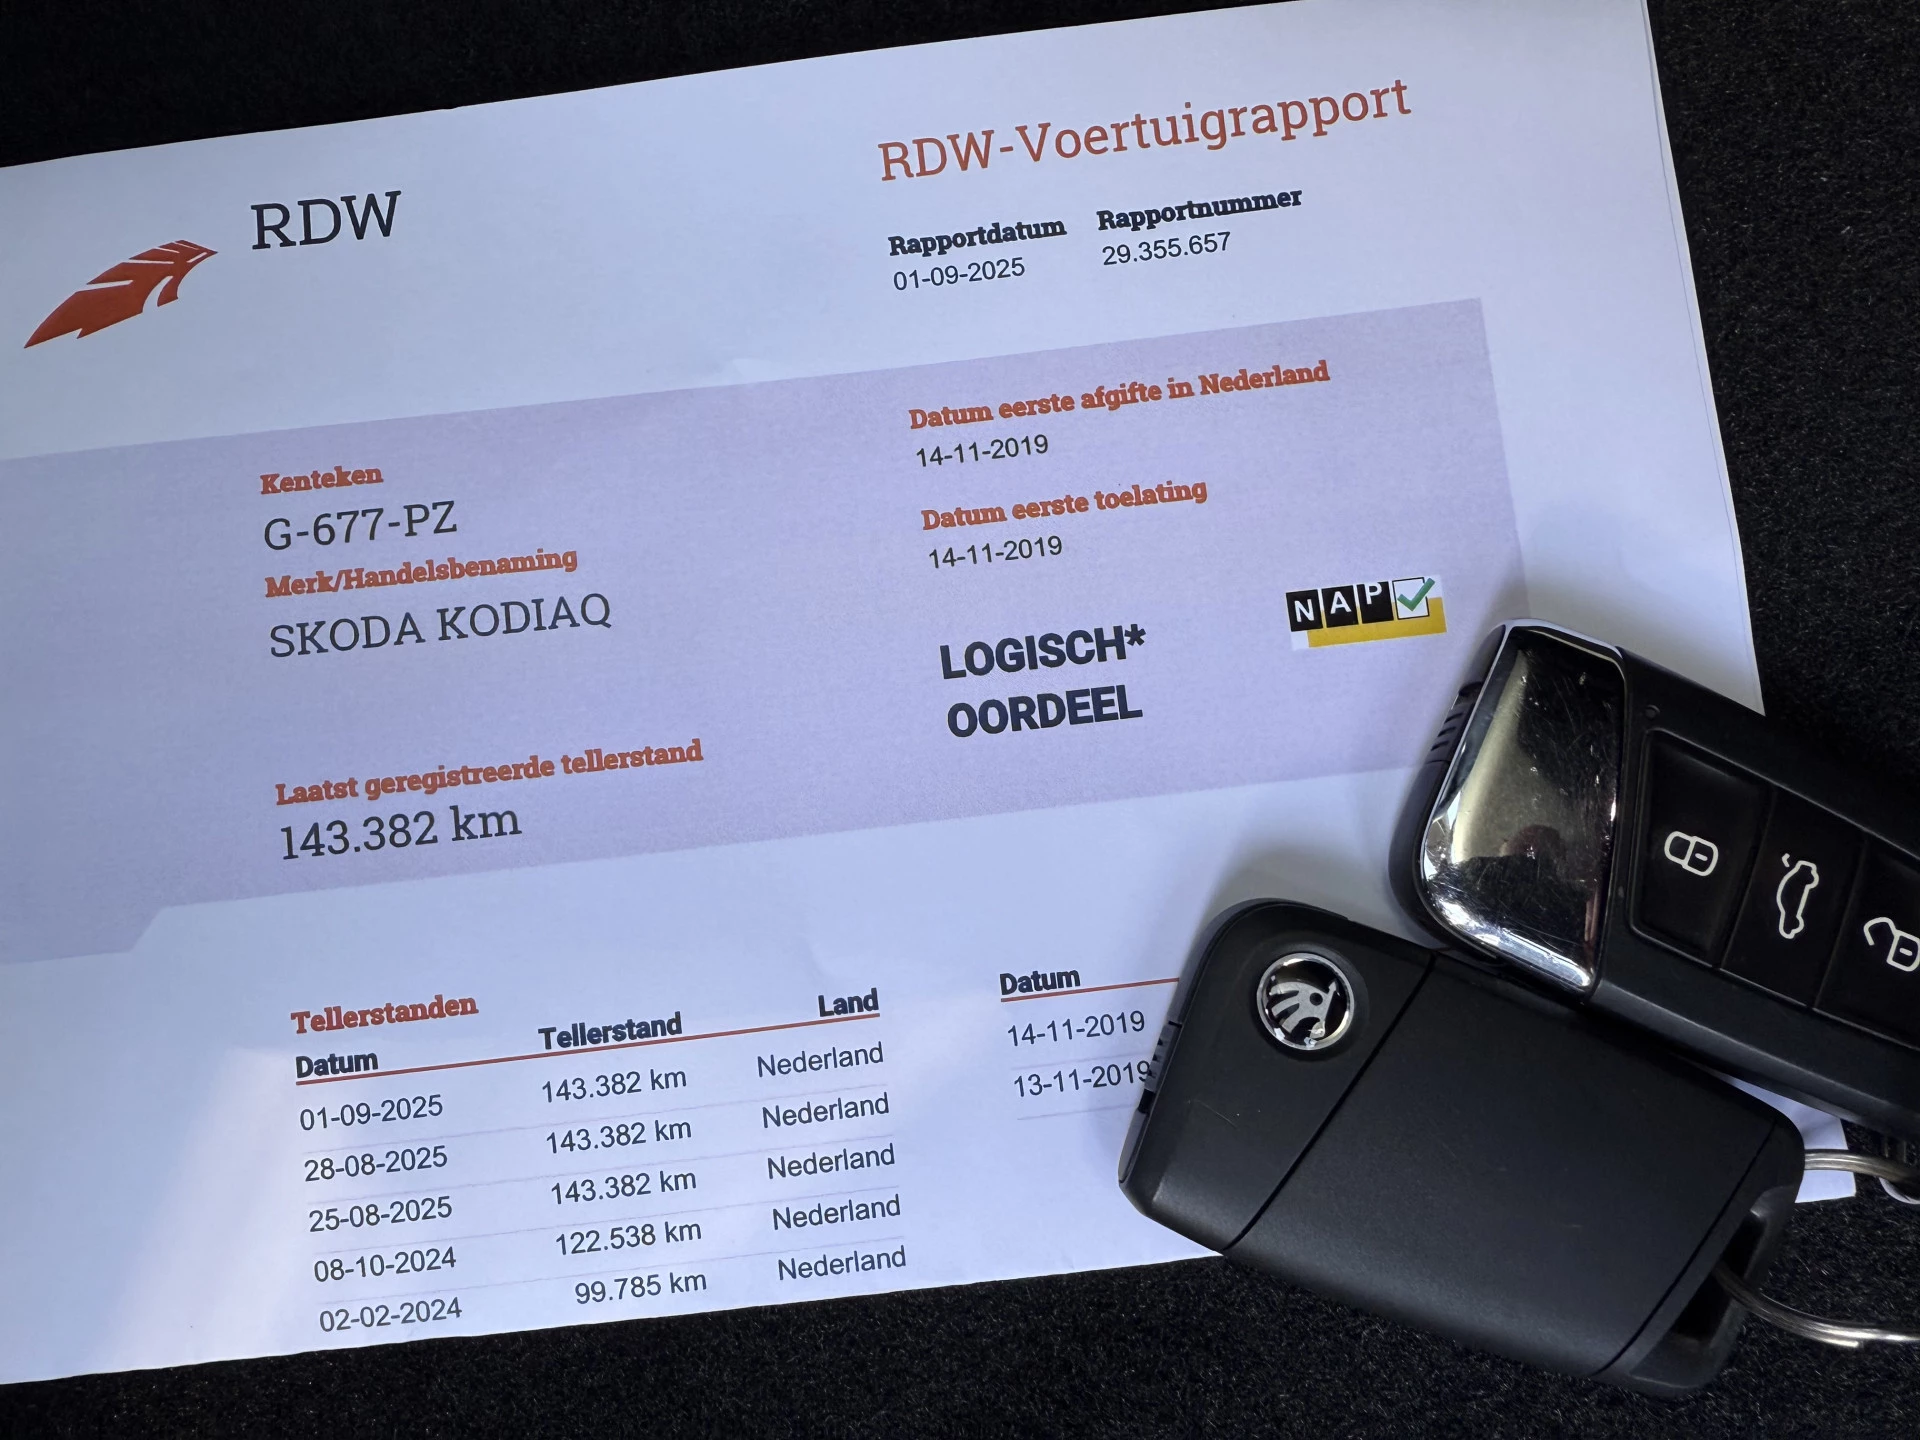 RDW
RDW-Voertuigrapport
Rapportdatum Rapportnummer
01-09-2025 29.355.657
Kenteken
G-677-PZ
Merk/Handelsbenaming
SKODA KODIAQ
Laatst geregistreerde tellerstand
143.382 km
Datum eerste afgifte in Nederland
14-11-2019
Datum eerste toelating
14-11-2019
LOGISCH*
OORDEEL
NAP
Tellerstanden
Datum Tellerstand Land
01-09-2025 143.382 km Nederland
28-08-2025 143.382 km Nederland
25-08-2025 143.382 km Nederland
08-10-2024 122.538 km Nederland
02-02-2024 99.785 km Nederland
Datum
14-11-2019
13-11-2019